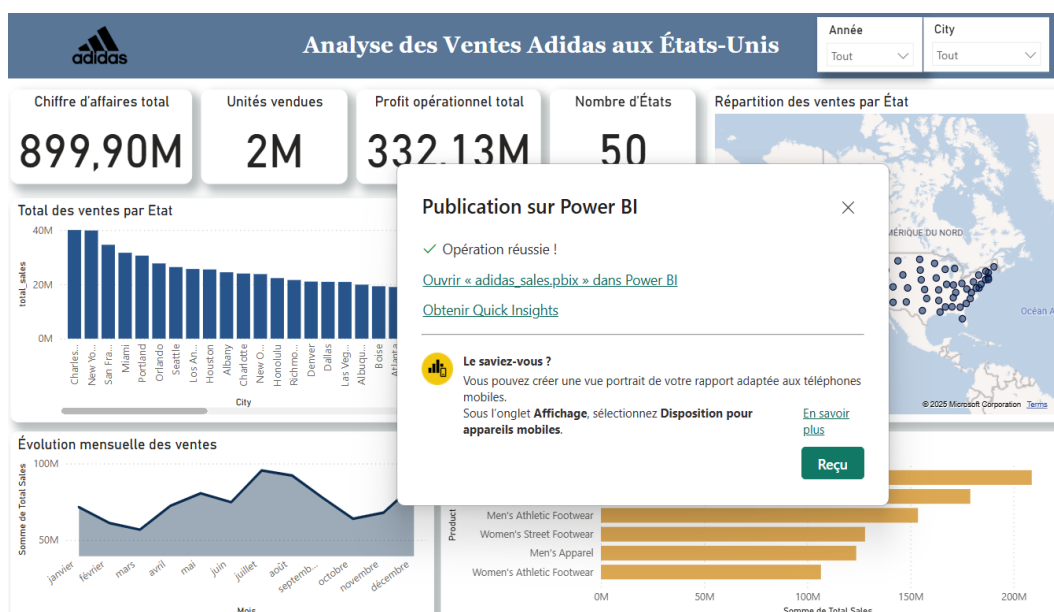 adidas
Analyse des Ventes Adidas aux États-Unis
Année
Tout
City
Tout
Chiffre d'affaires total
899,90M
Unités vendues
2M
Profit opérationnel total
332,13M
Nombre d'États
50
Répartition des ventes par État
Total des ventes par Etat
total_sales
40M
20M
0M
Charles...
New Yo...
San Fra...
Miami
Portland
Orlando
Seattle
Los An...
Houston
Albany
Charlotte
New O...
Honolulu
Richmo...
Denver
Dallas
Las Veg...
Albuqu...
Boise
Atlanta
City
MÉRIQUE DU NORD
Océan A
© 2025 Microsoft Corporation Terms
Publication sur Power BI
Opération réussie !
Ouvrir « adidas_sales.pbix » dans Power BI
Obtenir Quick Insights
Le saviez-vous ?
Vous pouvez créer une vue portrait de votre rapport adaptée aux téléphones
mobiles.
Sous l'onglet Affichage, sélectionnez Disposition pour
appareils mobiles.
En savoir
plus
Reçu
Évolution mensuelle des ventes
Somme de Total Sales
100M
50M
janvier
février
mars
avril
mai
juin
juillet
août
septemb...
octobre
novembre
décembre
Mois
Product
Men's Athletic Footwear
Women's Street Footwear
Men's Apparel
Women's Athletic Footwear
0M
50M
100M
150M
200M
Somme de Total Sales